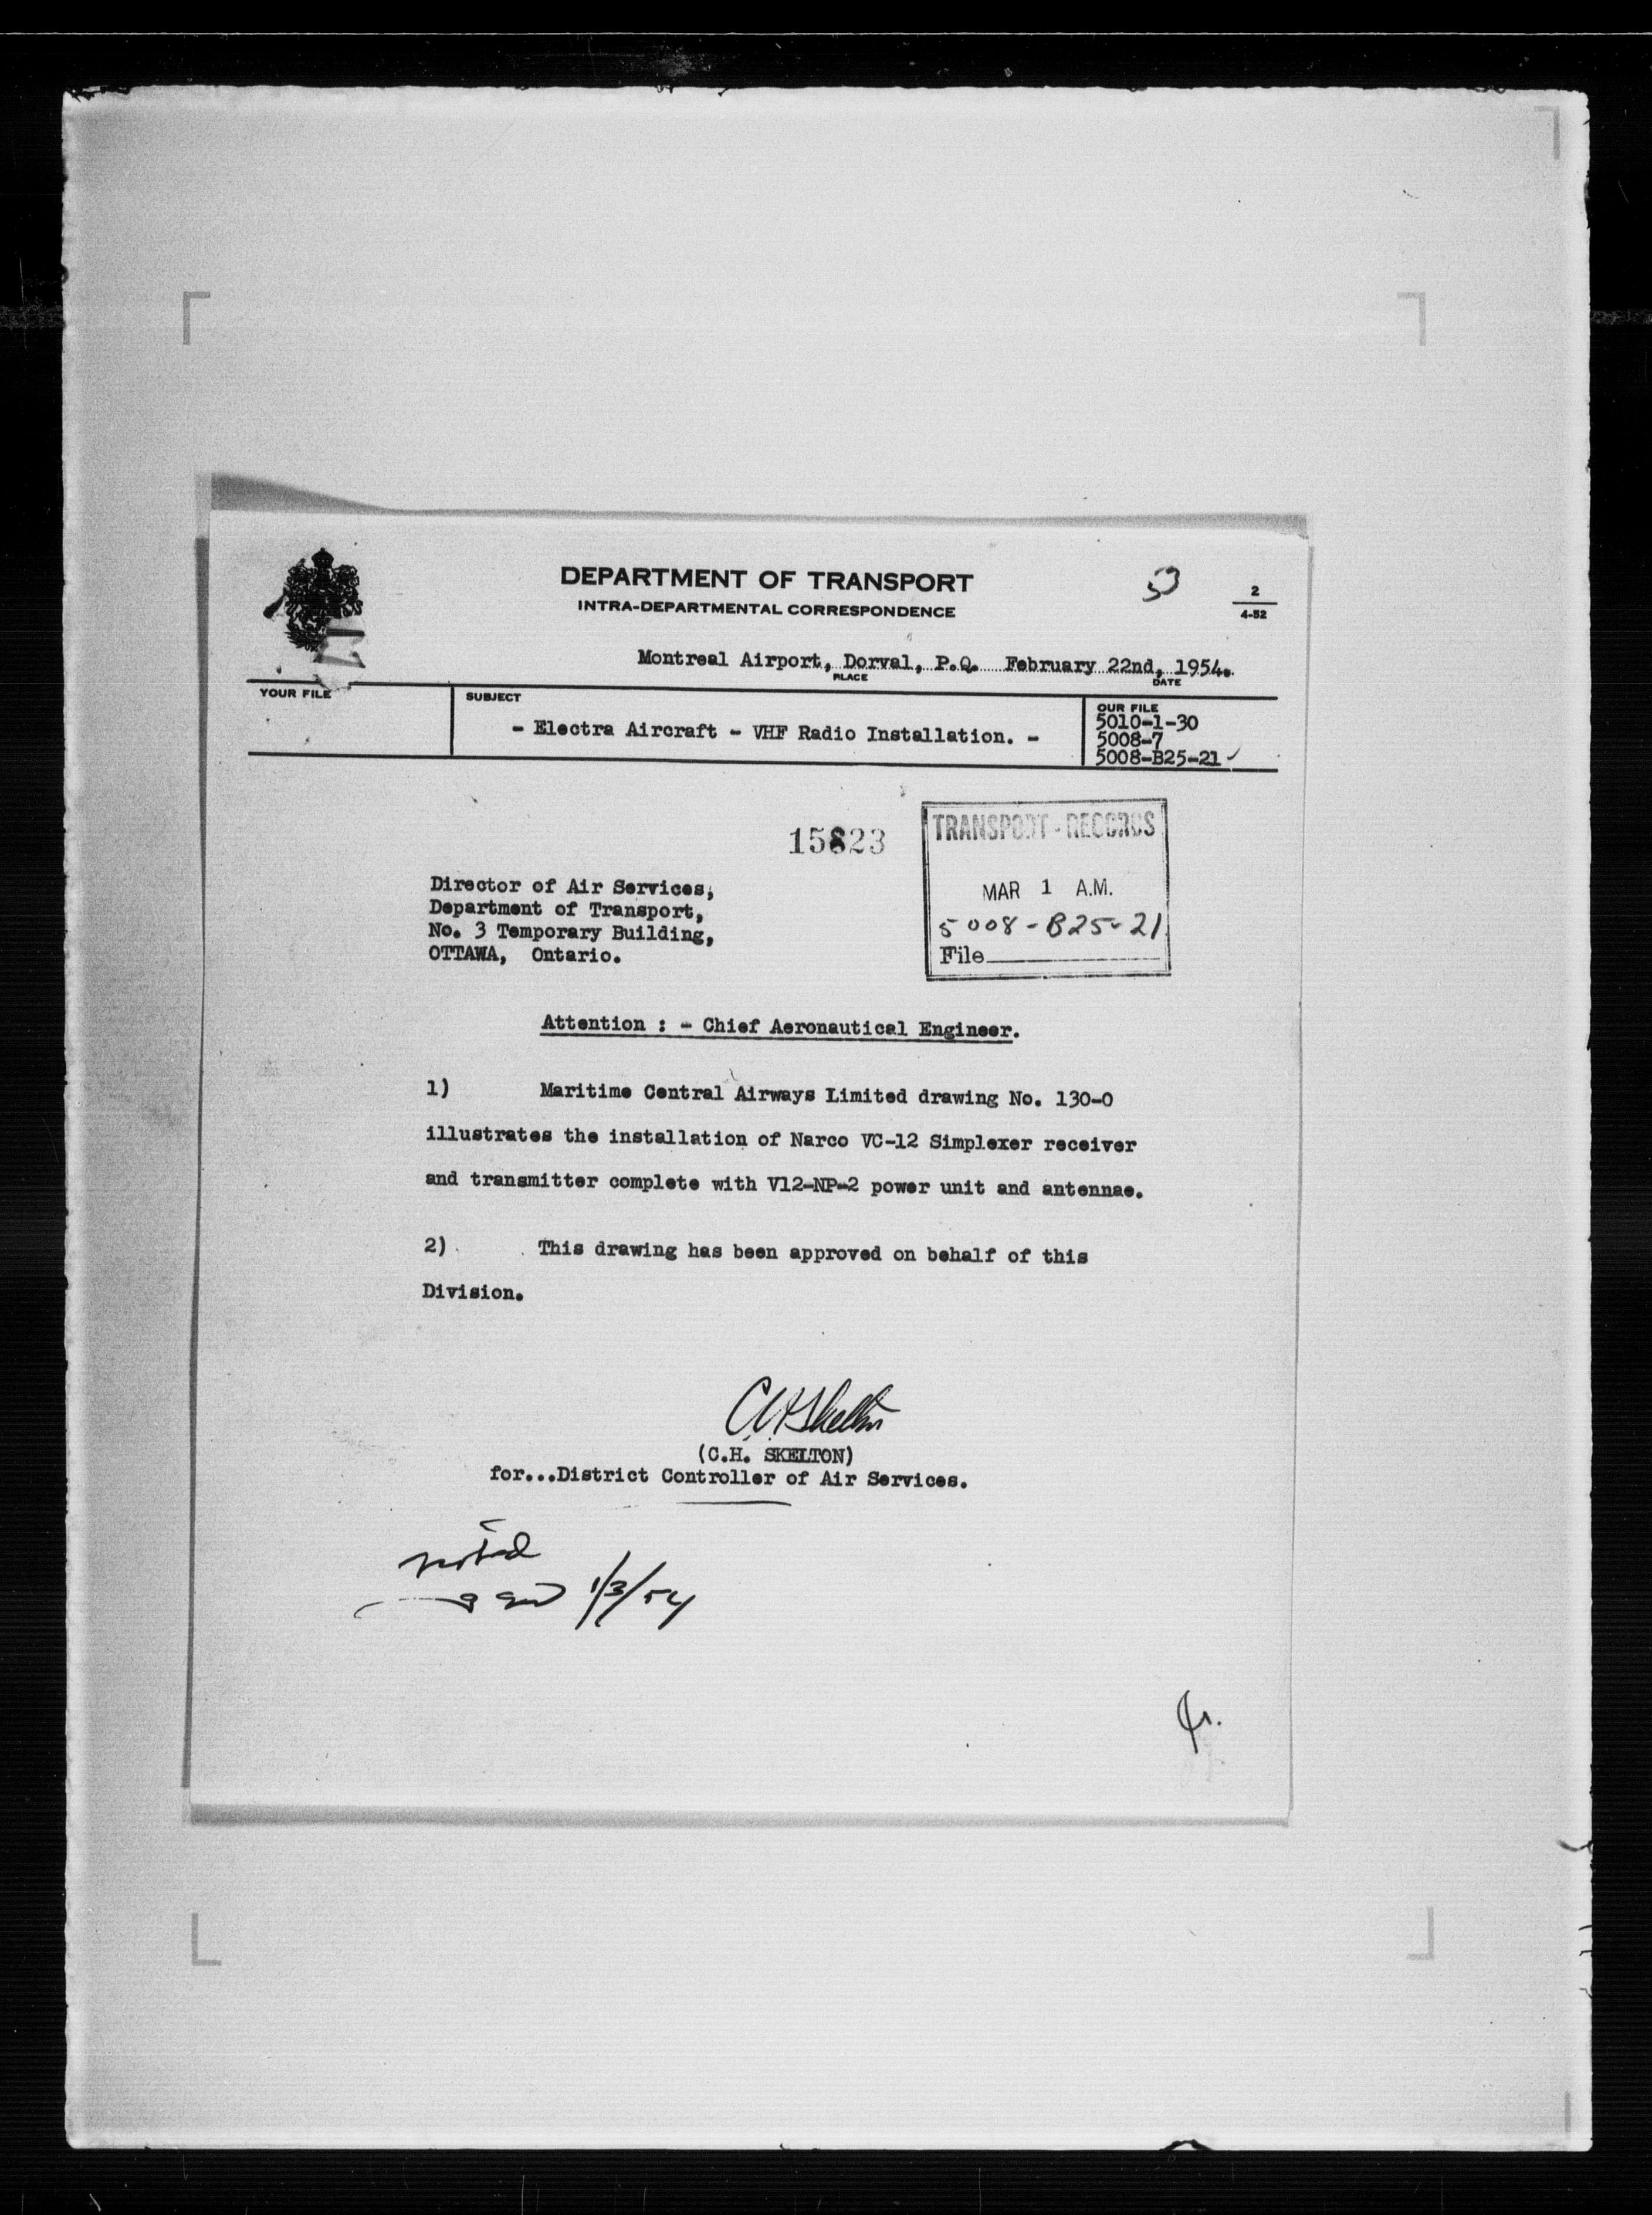 DEPARTMENT OF TRANSPORT
INTRA-DEPARTMENTAL CORRESPONDENCE
53
2
4-52
Montreal Airport, Dorval, P.Q. February 22nd, 1954.
PLACE
DATE
YOUR FILE
SUBJECT
- Electra Aircraft - VHF Radio Installation. -
OUR FILE
5010-1-30
5008-7
5008-B25-21 ✓
15823
TRANSPORT - RECORDS
MAR 1 A.M.
5008-B25-21
File
Director of Air Services,
Department of Transport,
No. 3 Temporary Building,
OTTAWA, Ontario.
Attention : - Chief Aeronautical Engineer.
1) Maritime Central Airways Limited drawing No. 130-0
illustrates the installation of Narco VC-12 Simplexer receiver
and transmitter complete with V12-NP-2 power unit and antennae.
2) This drawing has been approved on behalf of this
Division.
CH Skelton
(C.H. SKELTON)
for...District Controller of Air Services.
noted
1/3/54